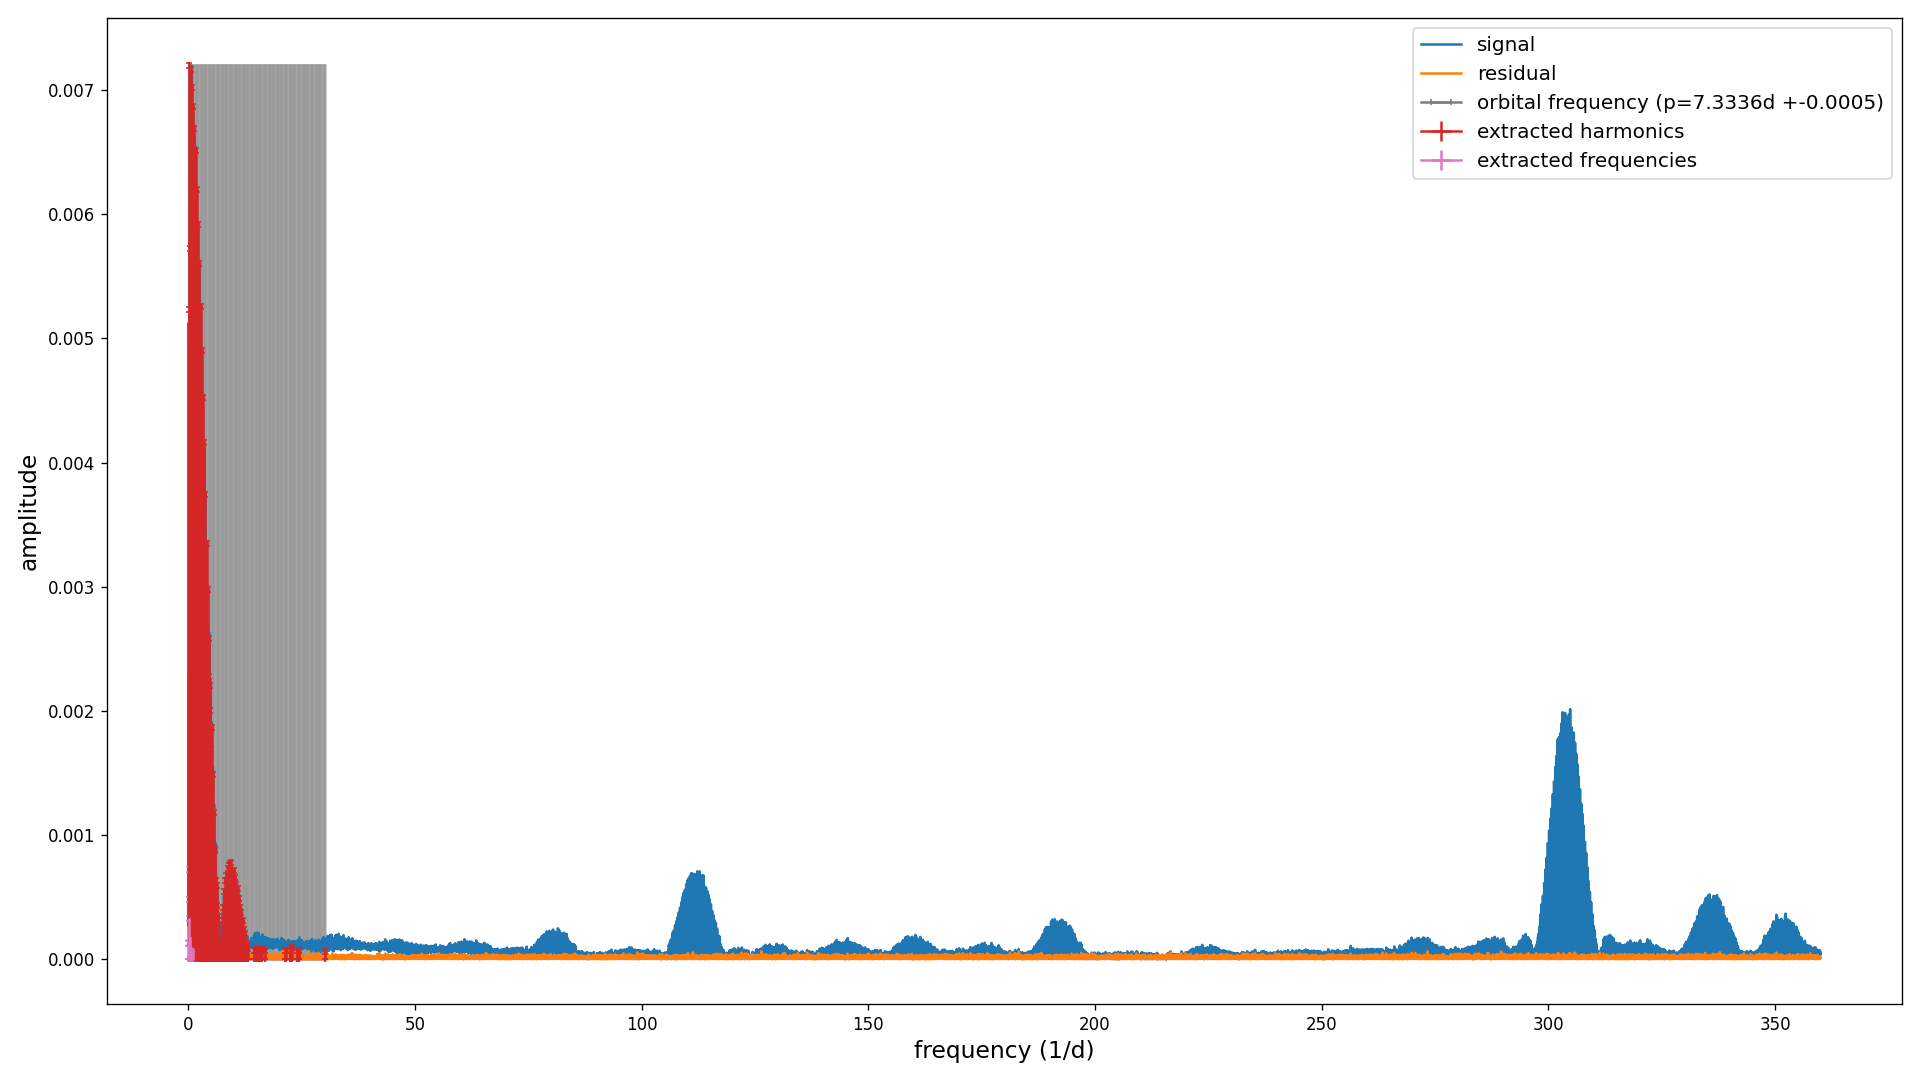 signal
residual
orbital frequency (p=7.3336d +-0.0005)
extracted harmonics
extracted frequencies
0.007
0.006
0.005
0.004
0.003
0.002
0.001
0.000
amplitude
0 50 100 150 200 250 300 350
frequency (1/d)